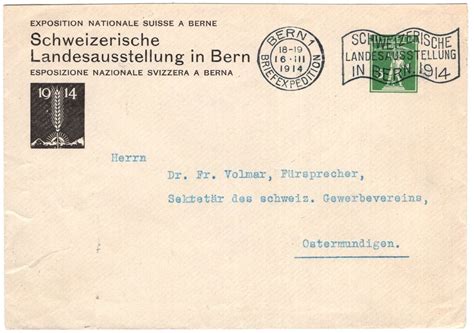 EXPOSITION NATIONALE SUISSE A BERNE
Schweizerische
Landesausstellung in Bern
ESPOSIZIONE NAZIONALE SVIZZERA A BERNA
19 14
BERN 1
18-19
16·III
1914
BRIEFEXPEDITION
SCHWEIZERISCHE
LANDESAUSSTELLUNG
IN BERN 1914
Herrn
Dr. Fr. Volmar, Fürsprecher,
Sekretär des schweiz. Gewerbevereins,
Ostermundigen.